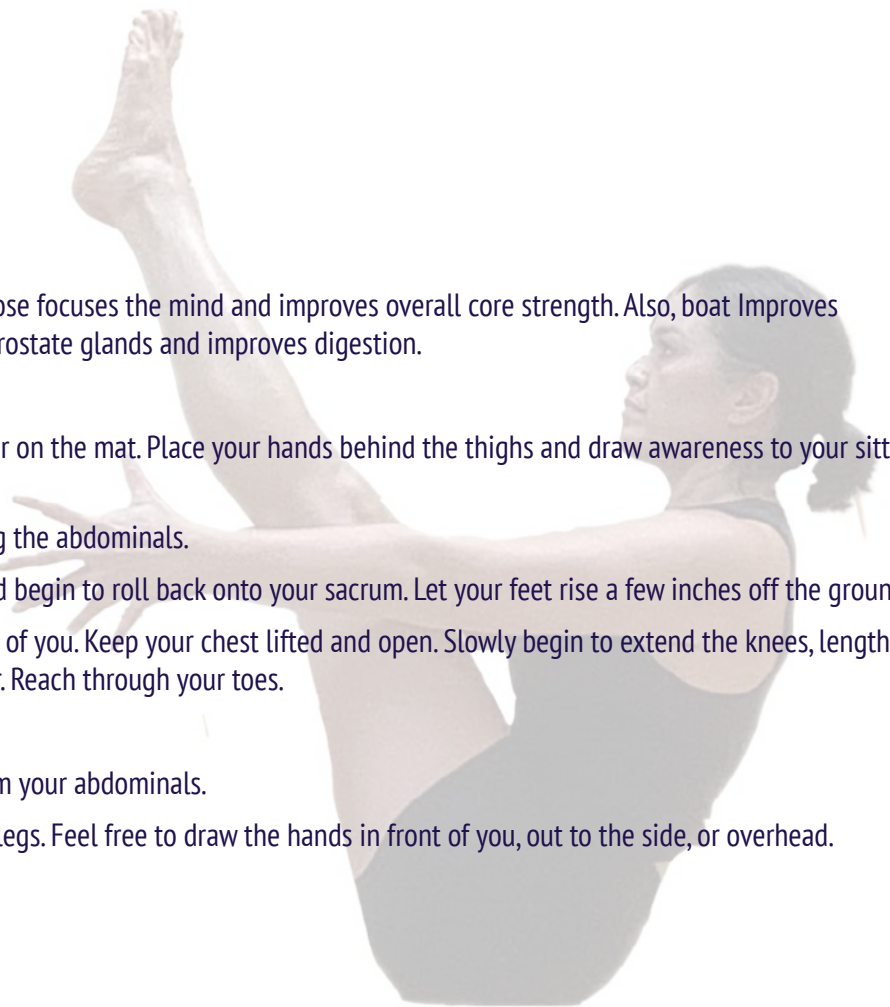 ose focuses the mind and improves overall core strength. Also, boat Improves
rostate glands and improves digestion.
r on the mat. Place your hands behind the thighs and draw awareness to your sitt
g the abdominals.
d begin to roll back onto your sacrum. Let your feet rise a few inches off the groun
of you. Keep your chest lifted and open. Slowly begin to extend the knees, length
r. Reach through your toes.
m your abdominals.
legs. Feel free to draw the hands in front of you, out to the side, or overhead.